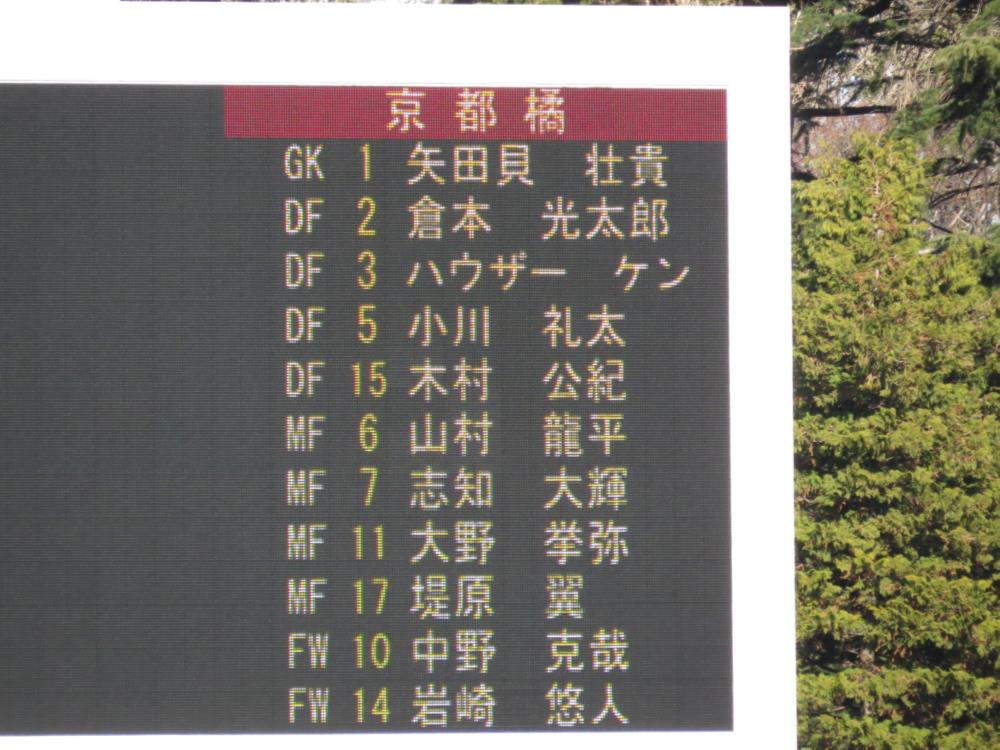 京都橘
GK 1 矢田貝 壮貴
DF 2 倉本 光太郎
DF 3 ハウザー ケン
DF 5 小川 礼太
DF 15 木村 公紀
MF 6 山村 龍平
MF 7 志知 大輝
MF 11 大野 挙弥
MF 17 堤原 翼
FW 10 中野 克哉
FW 14 岩崎 悠人